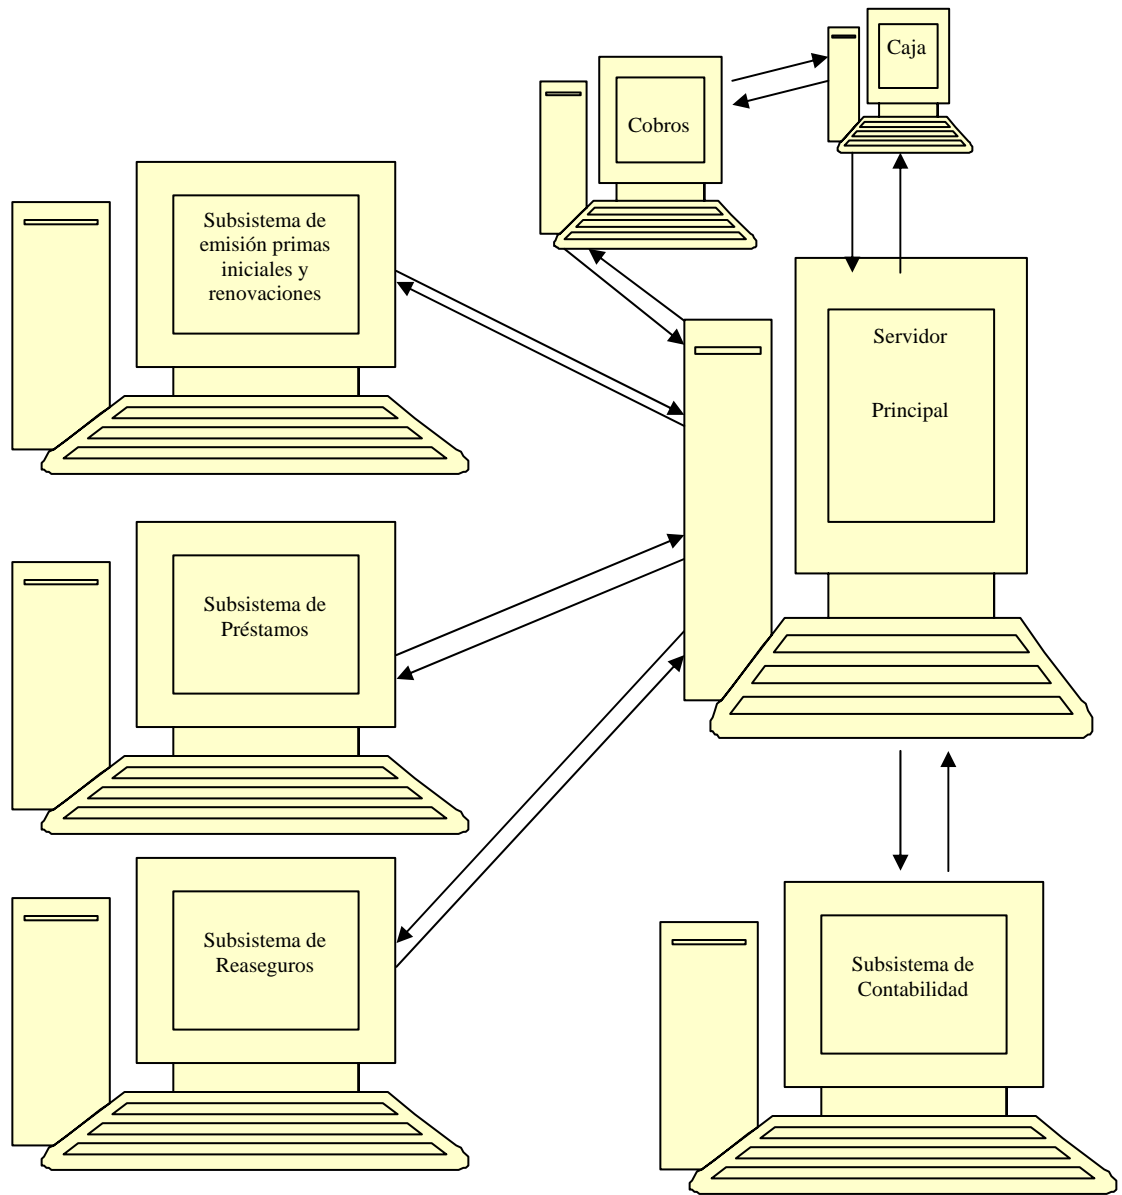 Caja
Cobros
Subsistema de
emisión primas
iniciales y
renovaciones
Servidor
Principal
Subsistema de
Préstamos
Subsistema de
Reaseguros
Subsistema de
Contabilidad